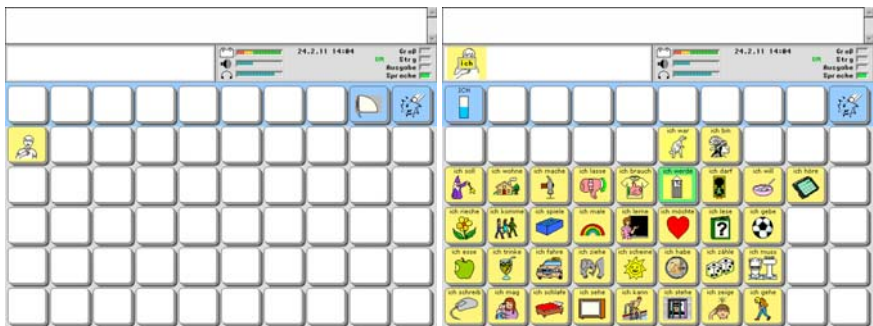 24.2.11 14:04
Groß
Strg
Ausgabe
Sprache
ich
24.2.11 14:04
Groß
Strg
Ausgabe
Sprache
ICH
ich war ich bin
ich soll ich wohne ich mache ich lasse ich brauch ich werde ich darf ich will ich höre
ich rieche ich komme ich spiele ich male ich lerne ich möchte ich lese ich gebe
ich esse ich trinke ich fahre ich ziehe ich scheine ich habe ich zähle ich muss
ich schreib ich mag ich schlafe ich sehe ich kann ich stehe ich zeige ich gehe